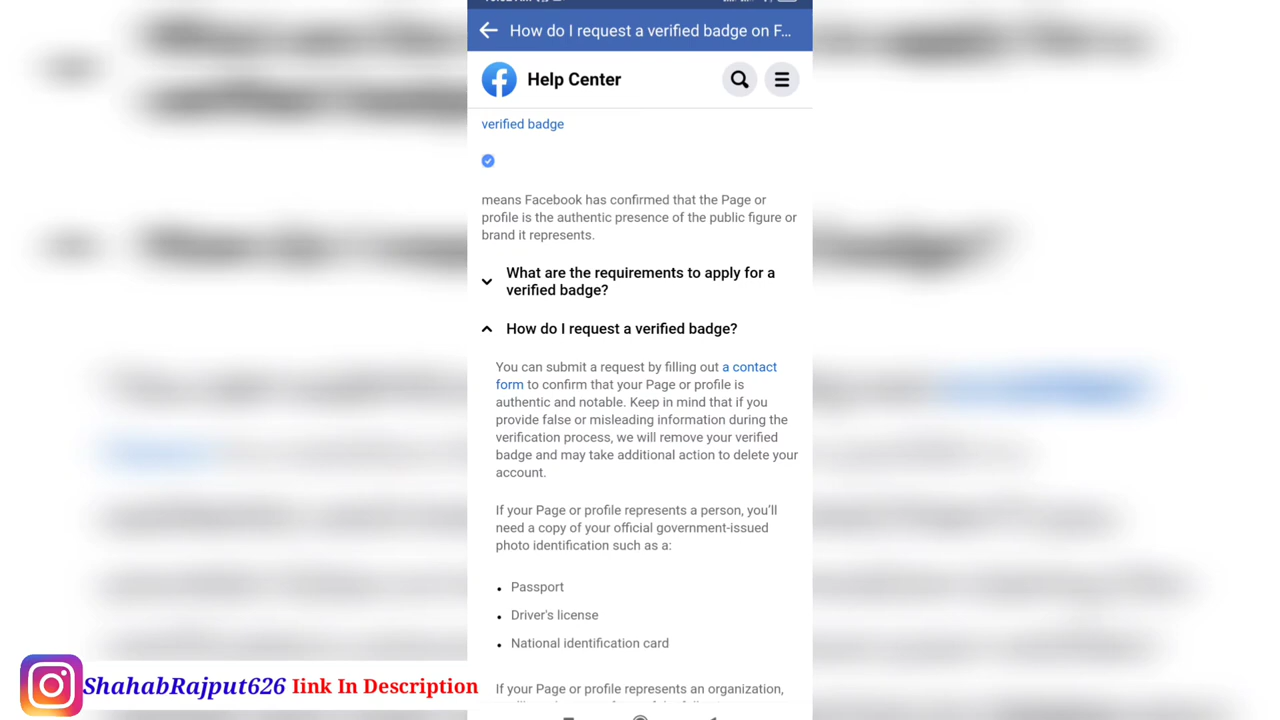 How do I request a verified badge on F...
Help Center
verified badge
means Facebook has confirmed that the Page or
profile is the authentic presence of the public figure or
brand it represents.
What are the requirements to apply for a
verified badge?
How do I request a verified badge?
You can submit a request by filling out a contact
form to confirm that your Page or profile is
authentic and notable. Keep in mind that if you
provide false or misleading information during the
verification process, we will remove your verified
badge and may take additional action to delete your
account.
If your Page or profile represents a person, you'll
need a copy of your official government-issued
photo identification such as a:
• Passport
• Driver's license
• National identification card
If your Page or profile represents an organization,
ShahabRajput626 Iink In Description